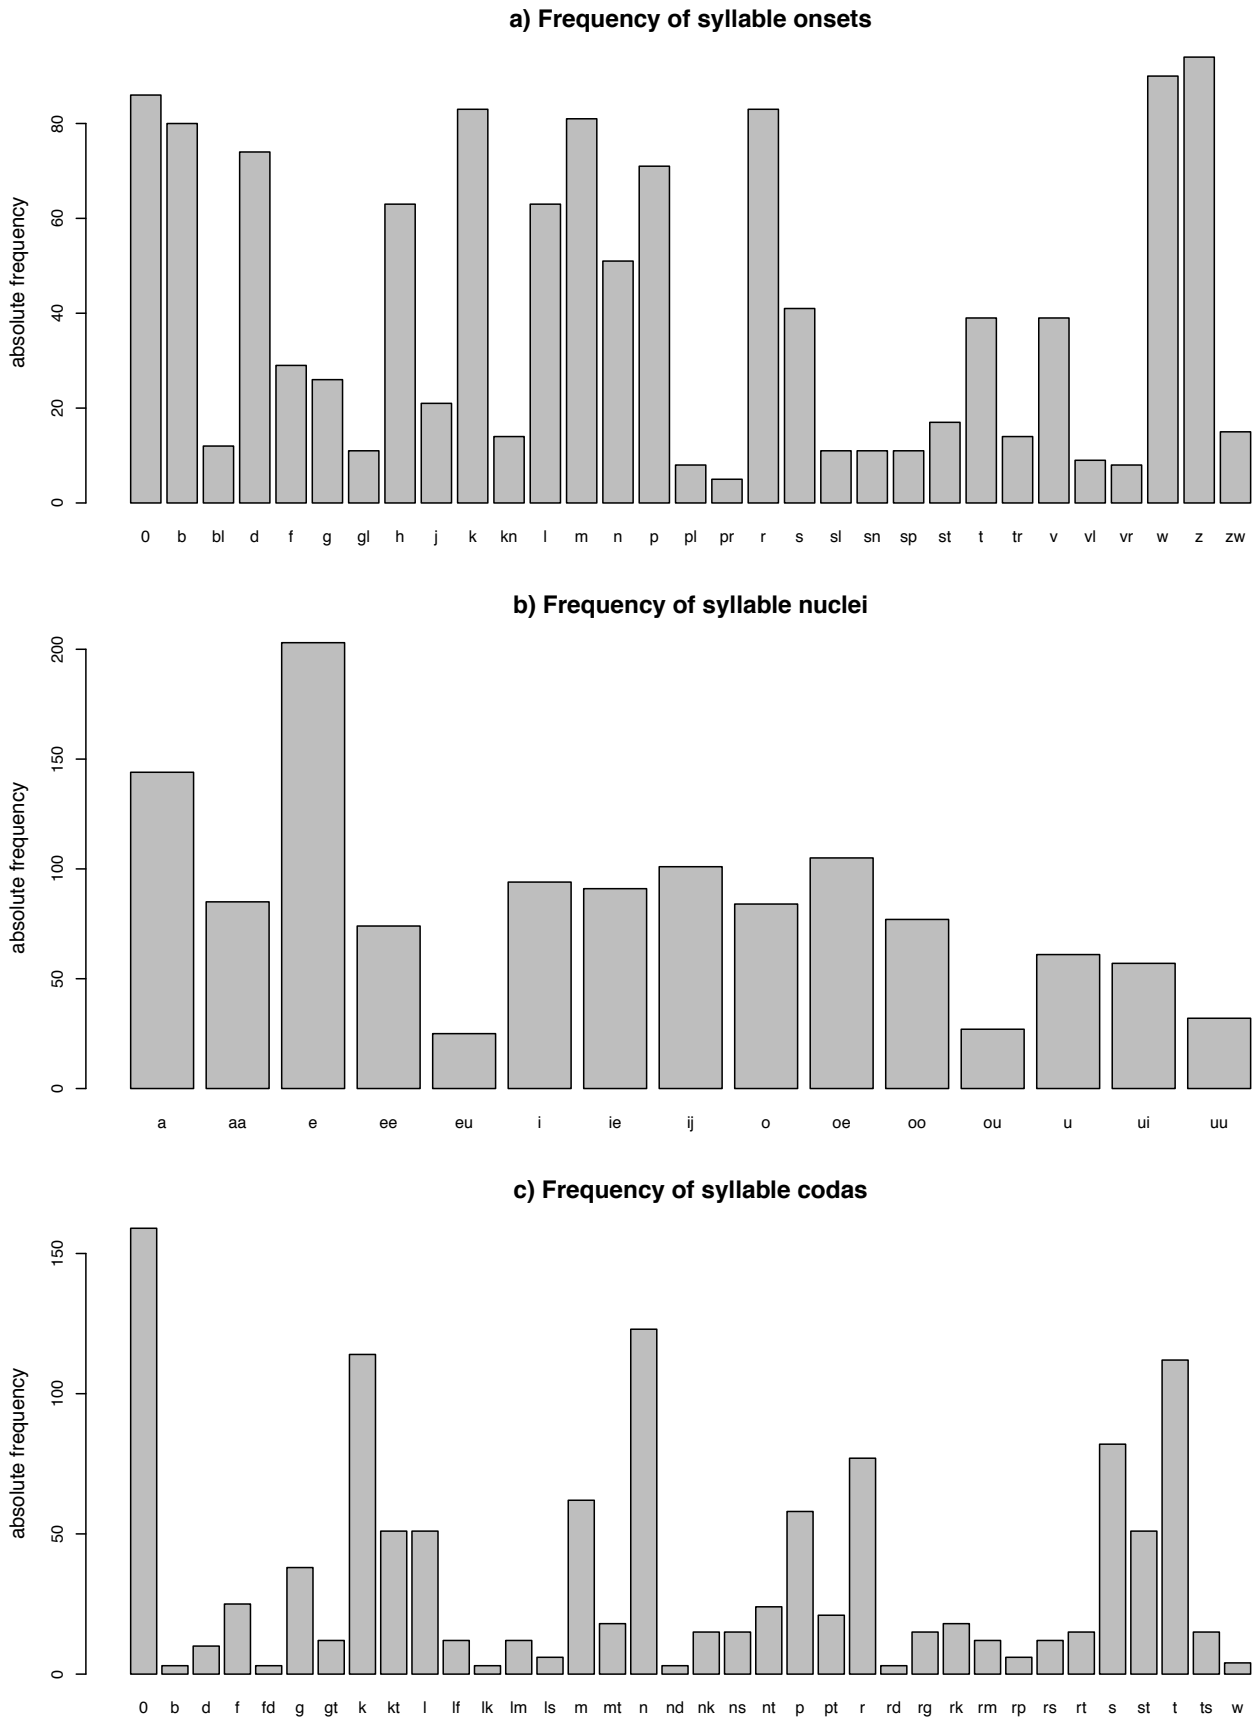 a) Frequency of syllable onsets
absolute frequency
80
60
40
20
0
0 b bl d f g gl h j k kn l m n p pl pr r s sl sn sp st t tr v vl vr w z zw
b) Frequency of syllable nuclei
absolute frequency
200
150
100
50
0
a aa e ee eu i ie ij o oe oo ou u ui uu
c) Frequency of syllable codas
absolute frequency
150
100
50
0
0 b d f fd g gt k kt l lf lk lm ls m mt n nd nk ns nt p pt r rd rg rk rm rp rs rt s st t ts w